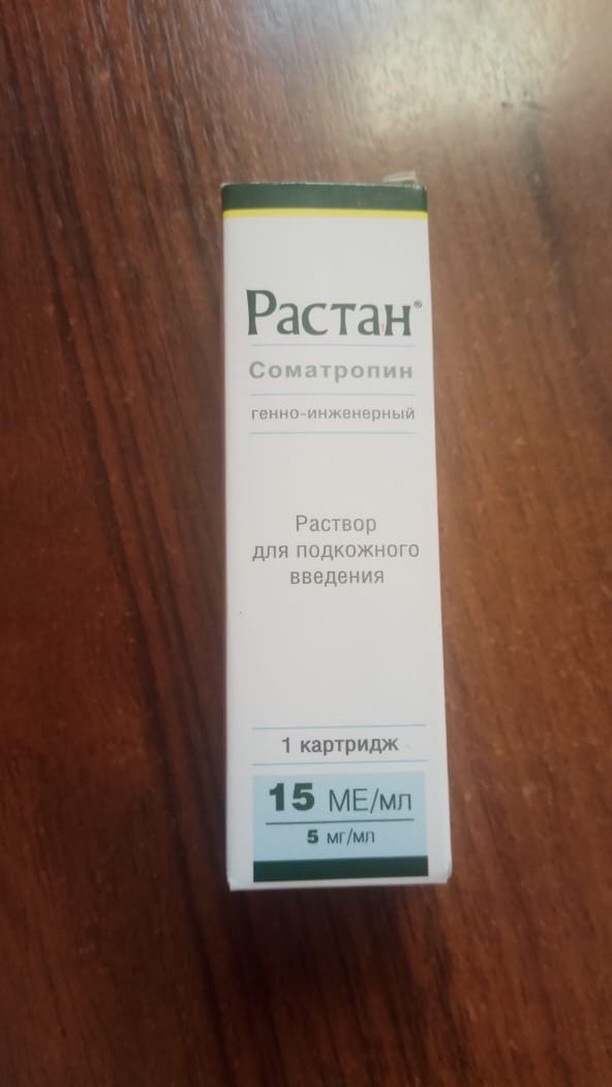 Растан®
Соматропин
генно-инженерный
Раствор
для подкожного
введения
1 картридж
15 МЕ/мл
5 мг/мл